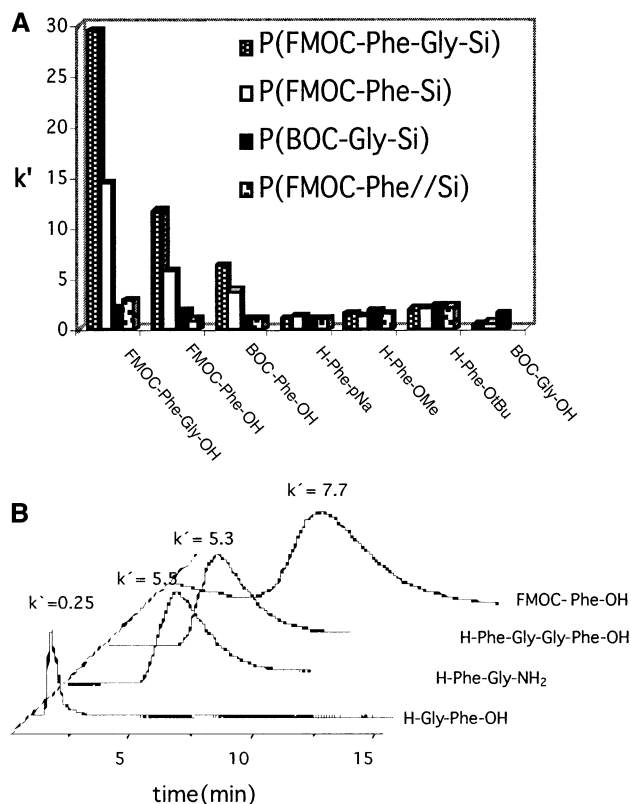 A
30
25
20
15
10
5
0
k'
P(FMOC-Phe-Gly-Si)
P(FMOC-Phe-Si)
P(BOC-Gly-Si)
P(FMOC-Phe//Si)
FMOC-Phe-Gly-OH
FMOC-Phe-OH
BOC-Phe-OH
H-Phe-pNa
H-Phe-OMe
H-Phe-OtBu
BOC-Gly-OH
B
k´= 7.7
k´= 5.3
k´= 5.5
k`=0.25
FMOC- Phe-OH
H-Phe-Gly-Gly-Phe-OH
H-Phe-Gly-NH₂
H-Gly-Phe-OH
5 10 15
time(min)